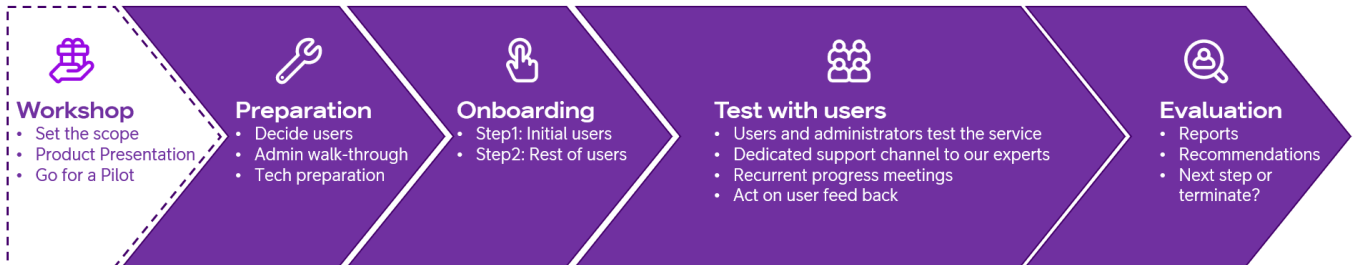 Workshop
• Set the scope
• Product Presentation
• Go for a Pilot
Preparation
• Decide users
• Admin walk-through
• Tech preparation
Onboarding
• Step1: Initial users
• Step2: Rest of users
Test with users
• Users and administrators test the service
• Dedicated support channel to our experts
• Recurrent progress meetings
• Act on user feed back
Evaluation
• Reports
• Recommendations
• Next step or
terminate?